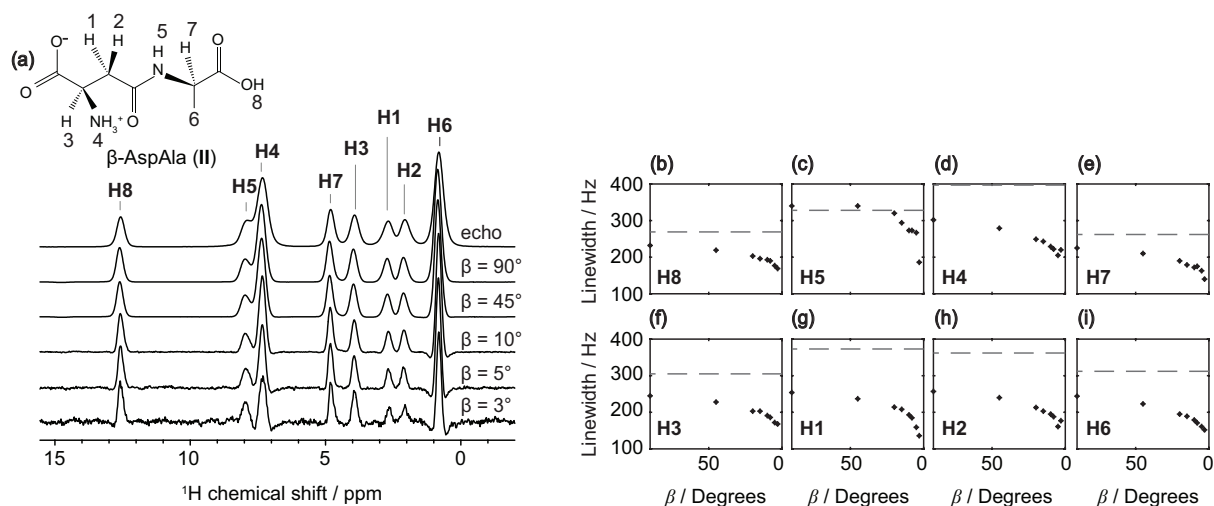 (a)
1 2
H H
5 7
H H
O⁻ O
N
O OH
H NH₃⁺ O
3 4 6 8
β-AspAla (II)
H8 H5 H4 H7 H3 H1 H2 H6
echo
β = 90°
β = 45°
β = 10°
β = 5°
β = 3°
15 10 5 0
¹H chemical shift / ppm
(b) (c) (d) (e)
Linewidth / Hz
400
300
200
100
H8 H5 H4 H7
(f) (g) (h) (i)
Linewidth / Hz
400
300
200
100
H3 H1 H2 H6
50 0 50 0 50 0 50 0
β / Degrees β / Degrees β / Degrees β / Degrees